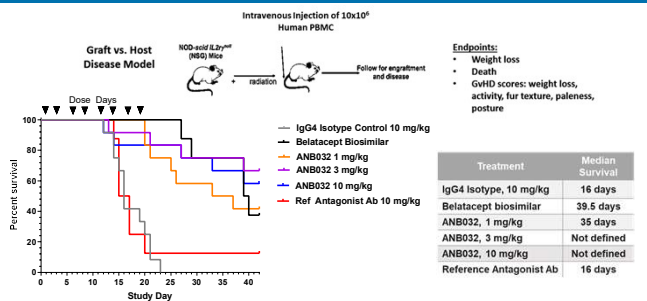 Graft vs. Host
Disease Model
NOD-scid IL2rγnull
(NSG) Mice
+
radiation
Intravenous Injection of 10x10⁶
Human PBMC
Follow for engraftment
and disease
Endpoints:
• Weight loss
• Death
• GvHD scores: weight loss,
activity, fur texture, paleness,
posture
Dose Days
Percent survival
100
80
60
40
20
0
0 5 10 15 20 25 30 35 40
Study Day
IgG4 Isotype Control 10 mg/kg
Belatacept Biosimilar
ANB032 1 mg/kg
ANB032 3 mg/kg
ANB032 10 mg/kg
Ref Antagonist Ab 10 mg/kg
Treatment Median Survival
IgG4 Isotype, 10 mg/kg 16 days
Belatacept biosimilar 39.5 days
ANB032, 1 mg/kg 35 days
ANB032, 3 mg/kg Not defined
ANB032, 10 mg/kg Not defined
Reference Antagonist Ab 16 days